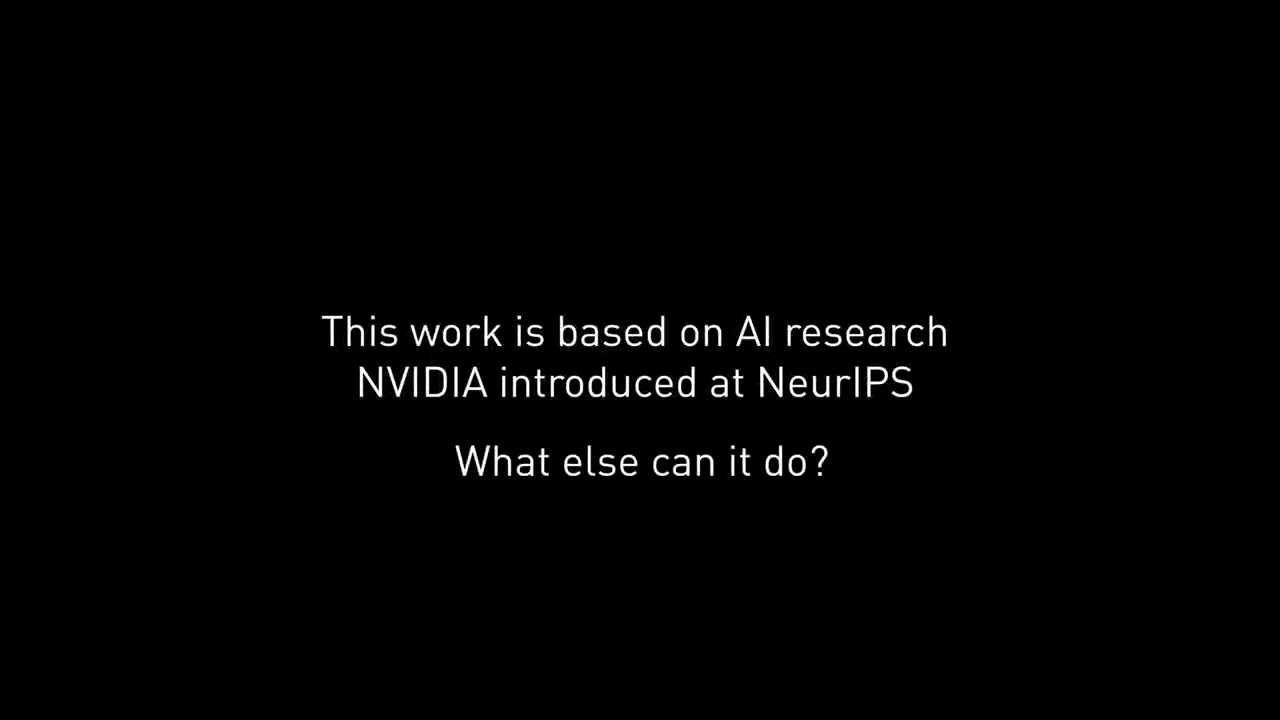 This work is based on AI research
NVIDIA introduced at NeurIPS
What else can it do?